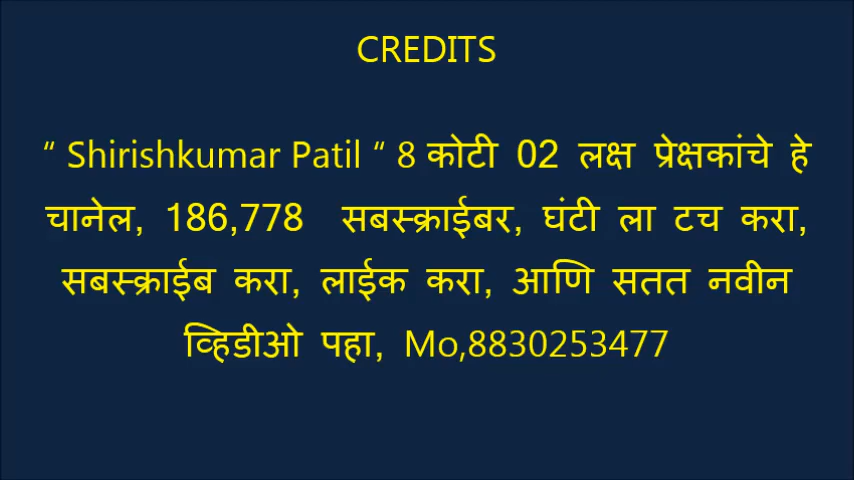 CREDITS
“ Shirishkumar Patil “ 8 कोटी 02 लक्ष प्रेक्षकांचे हे
चानेल, 186,778 सबस्क्राईबर, घंटी ला टच करा,
सबस्क्राईब करा, लाईक करा, आणि सतत नवीन
व्हिडीओ पहा, Mo,8830253477